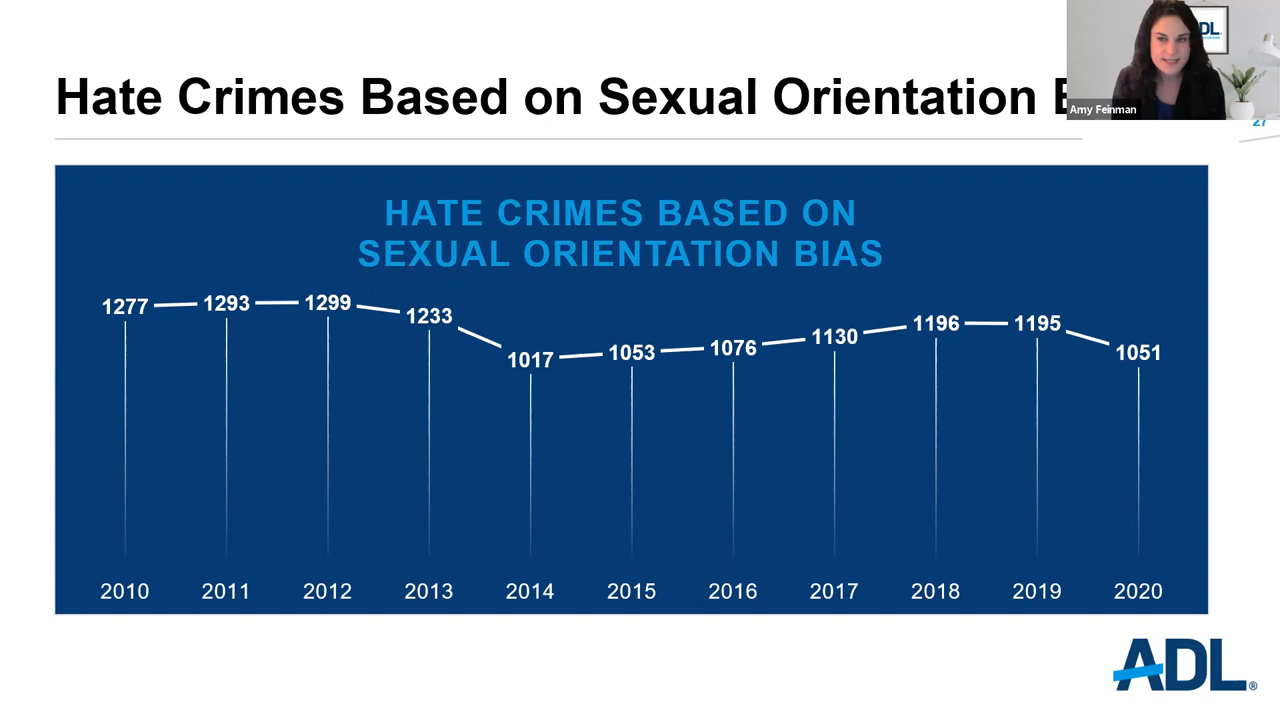 Hate Crimes Based on Sexual Orientation
ADL
Amy Feinman
27
HATE CRIMES BASED ON
SEXUAL ORIENTATION BIAS
1277 1293 1299 1233 1017 1053 1076 1130 1196 1195 1051
2010 2011 2012 2013 2014 2015 2016 2017 2018 2019 2020
ADL®